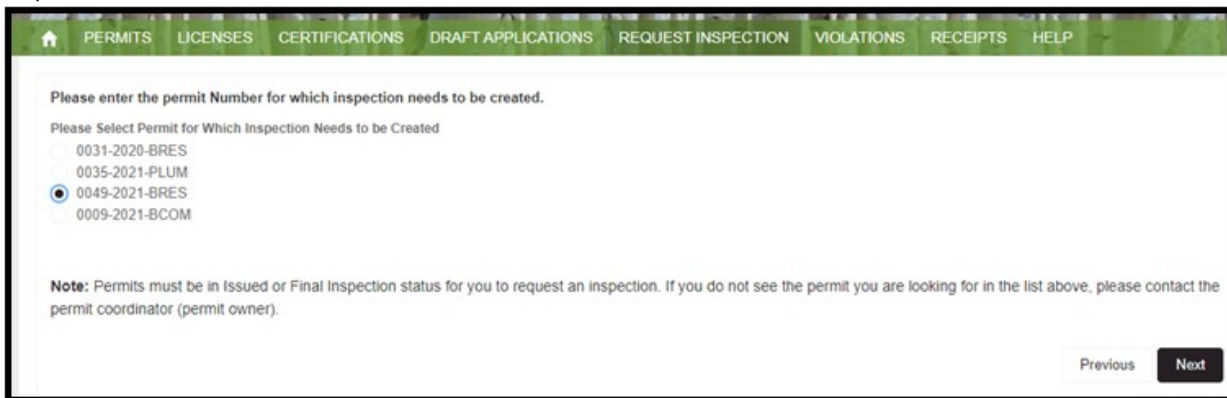 PERMITS LICENSES CERTIFICATIONS DRAFT APPLICATIONS REQUEST INSPECTION VIOLATIONS RECEIPTS HELP
Please enter the permit Number for which inspection needs to be created.
Please Select Permit for Which Inspection Needs to be Created
0031-2020-BRES
0035-2021-PLUM
0049-2021-BRES
0009-2021-BCOM
Note: Permits must be in Issued or Final Inspection status for you to request an inspection. If you do not see the permit you are looking for in the list above, please contact the
permit coordinator (permit owner).
Previous Next